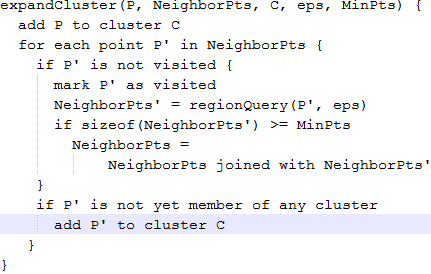 expandCluster(P, NeighborPts, C, eps, MinPts) {
add P to cluster C
for each point P' in NeighborPts {
if P' is not visited {
mark P' as visited
NeighborPts' = regionQuery(P', eps)
if sizeof(NeighborPts') >= MinPts
NeighborPts =
NeighborPts joined with NeighborPts'
}
if P' is not yet member of any cluster
add P' to cluster C
}
}